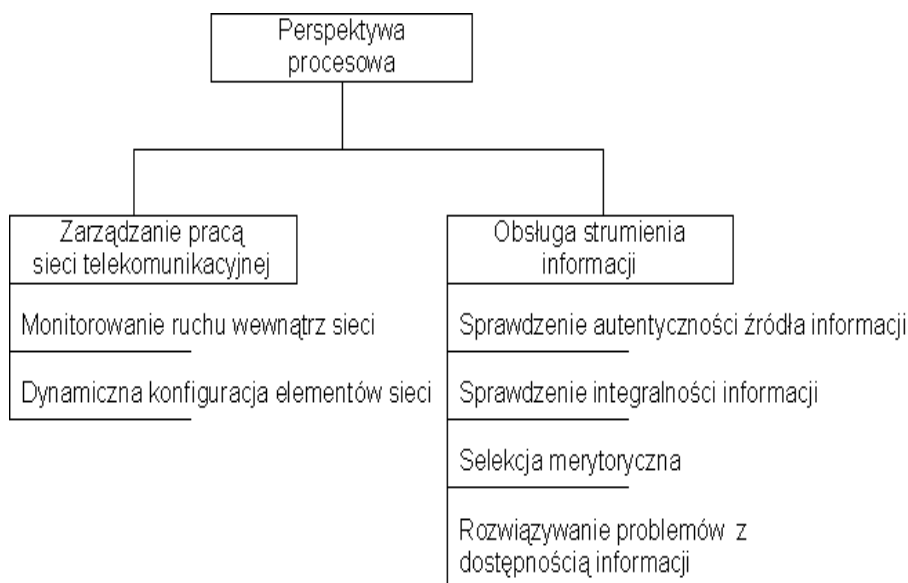 Perspektywa
procesowa
Zarządzanie pracą
sieci telekomunikacyjnej
Monitorowanie ruchu wewnątrz sieci
Dynamiczna konfiguracja elementów sieci
Obsługa strumienia
informacji
Sprawdzenie autentyczności źródła informacji
Sprawdzenie integralności informacji
Selekcja merytoryczna
Rozwiązywanie problemów z
dostępnością informacji